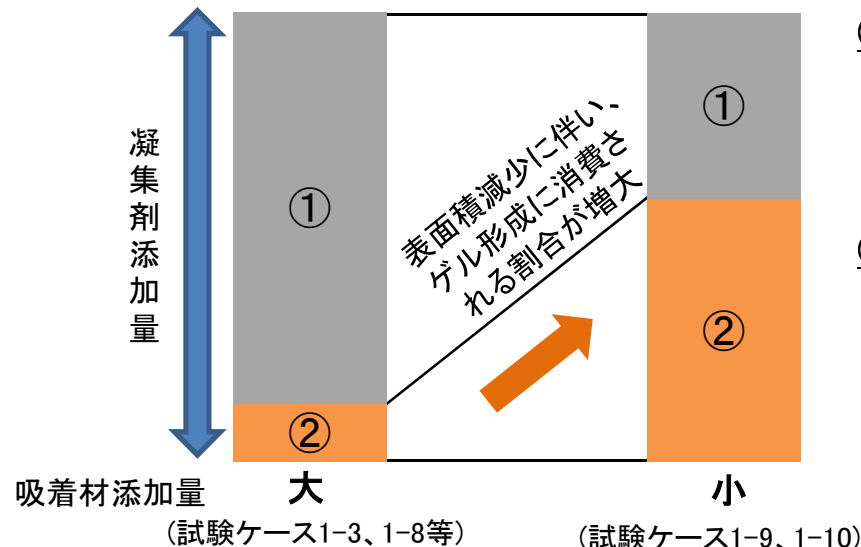 凝集剤添加量
①
②
表面積減少に伴い、
ゲル形成に消費さ
れる割合が増大
①
②
吸着材添加量
大
小
(試験ケース1-3、1-8等)
(試験ケース1-9、1-10)